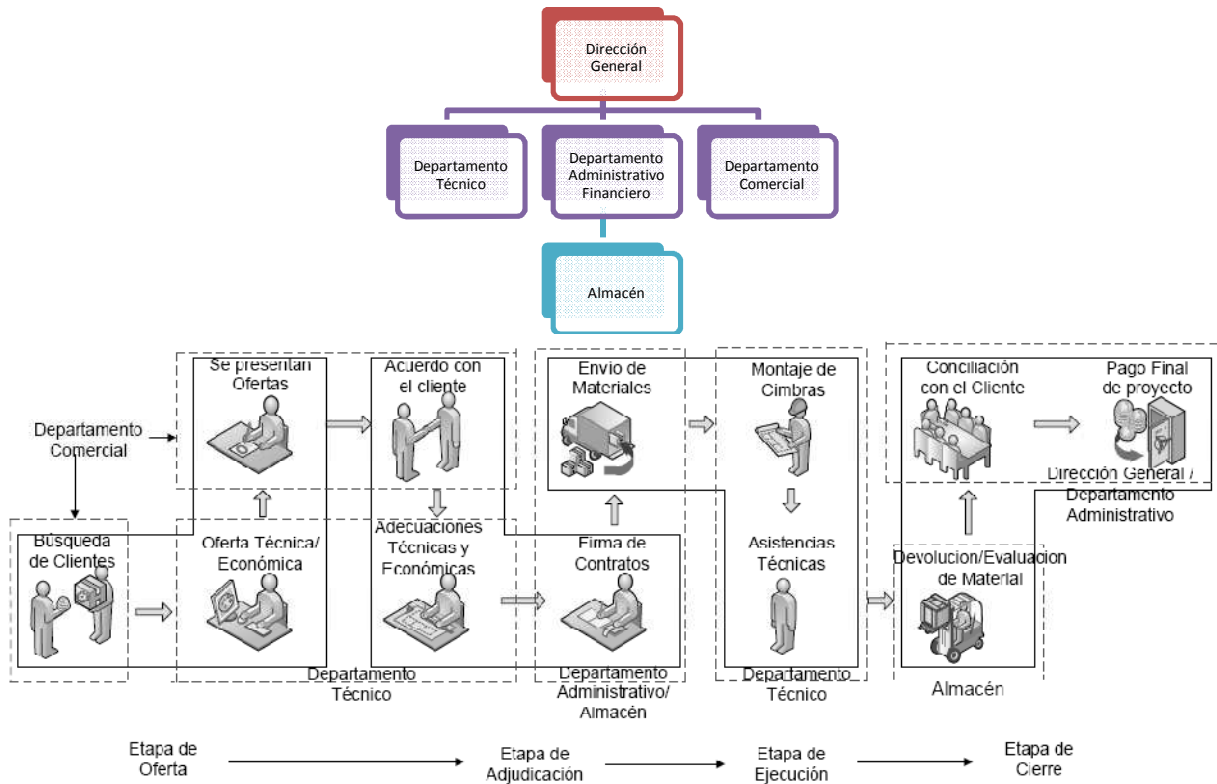 Dirección
General
Departamento
Técnico
Departamento
Administrativo
Financiero
Departamento
Comercial
Almacén
Se presentan
Ofertas
Acuerdo con
el cliente
Envio de
Materiales
Montaje de
Cimbras
Conciliación
con el Cliente
Pago Final
de proyecto
Departamento
Comercial
Dirección General /
Departamento
Administrativo
Búsqueda
de Clientes
Oferta Técnica/
Económica
Adecuaciones
Técnicas y
Económicas
Firma de
Contratos
Asistencias
Técnicas
Devolucion/Evaluacion
de Material
Departamento
Técnico
Departamento
Administrativo/
Almacén
Departamento
Técnico
Almacén
Etapa de
Oferta
Etapa de
Adjudicación
Etapa de
Ejecución
Etapa de
Cierre